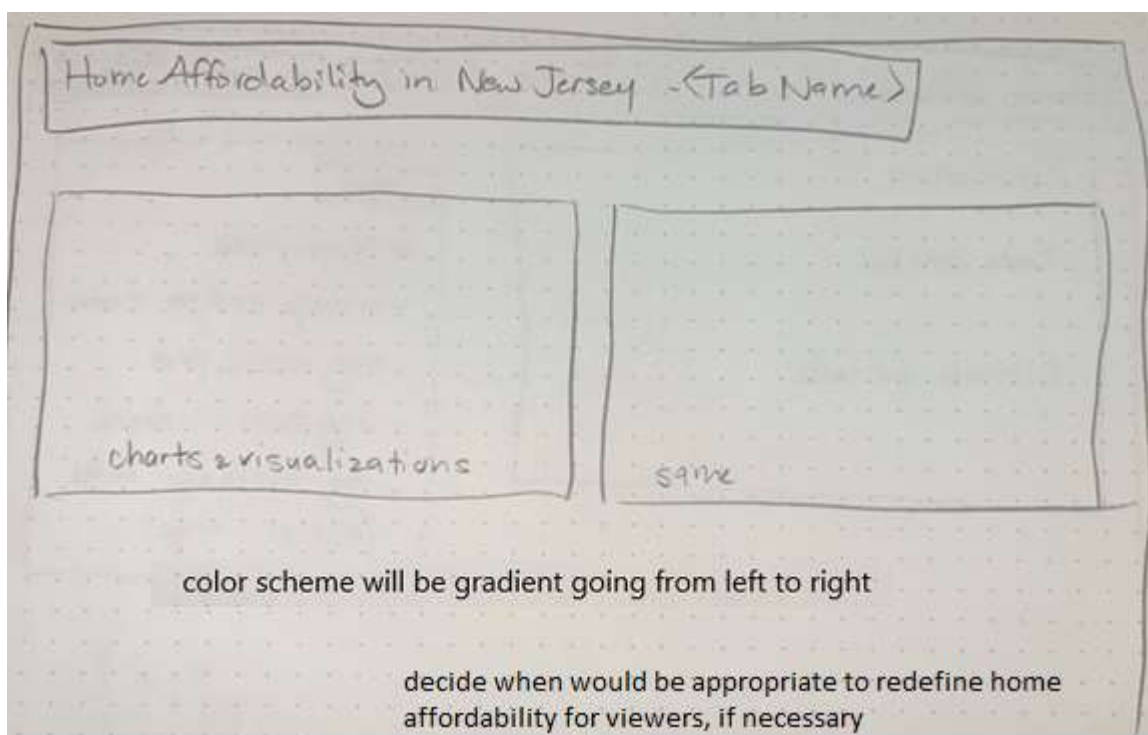 Home Affordability in New Jersey - <Tab Name>
charts & visualizations
same
color scheme will be gradient going from left to right
decide when would be appropriate to redefine home
affordability for viewers, if necessary